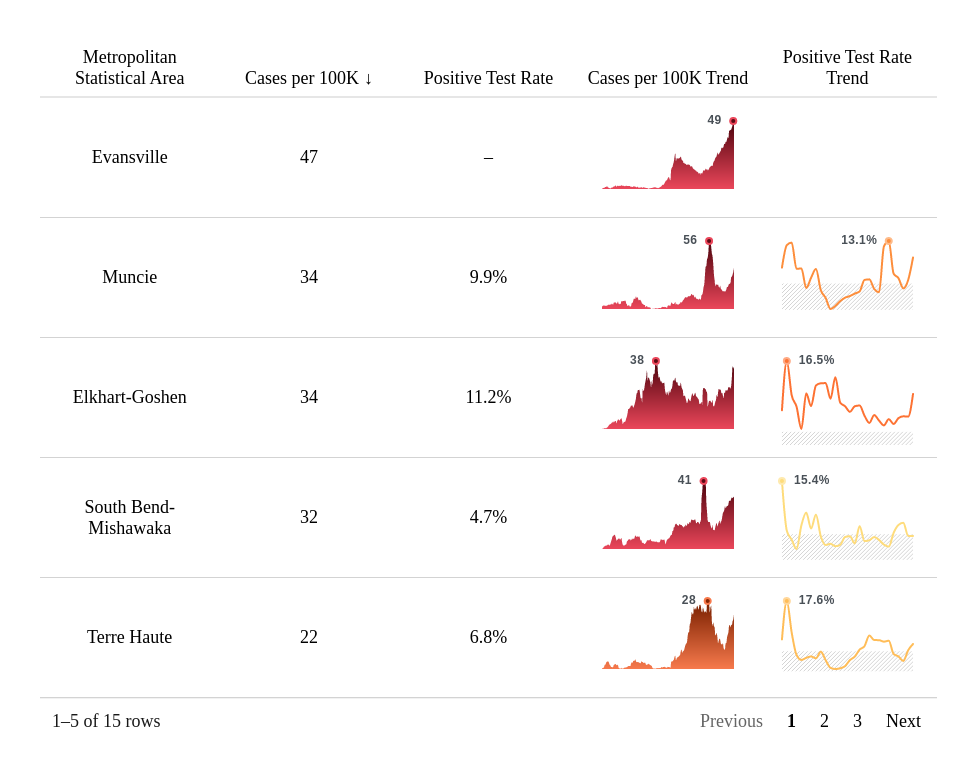 Metropolitan
Statistical Area
Cases per 100K ↓
Positive Test Rate
Cases per 100K Trend
Positive Test Rate
Trend
Evansville
47
–
49
Muncie
34
9.9%
56
13.1%
Elkhart-Goshen
34
11.2%
38
16.5%
South Bend-
Mishawaka
32
4.7%
41
15.4%
Terre Haute
22
6.8%
28
17.6%
1–5 of 15 rows
Previous 1 2 3 Next